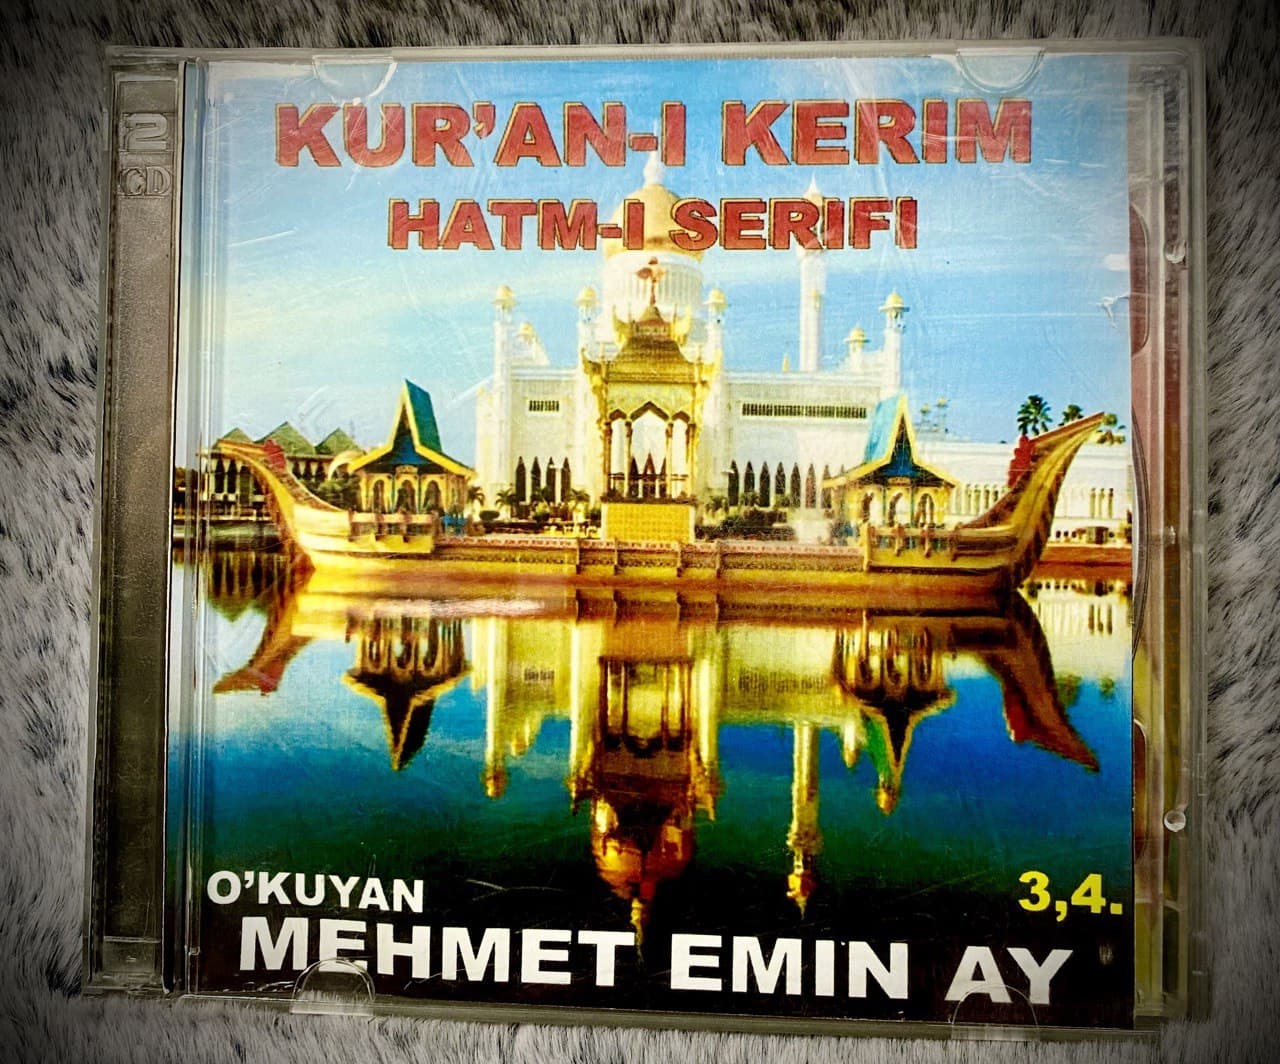 2
CD
KUR'AN-I KERIM
HATM-I SERIFI
O'KUYAN
3,4.
MEHMET EMIN AY